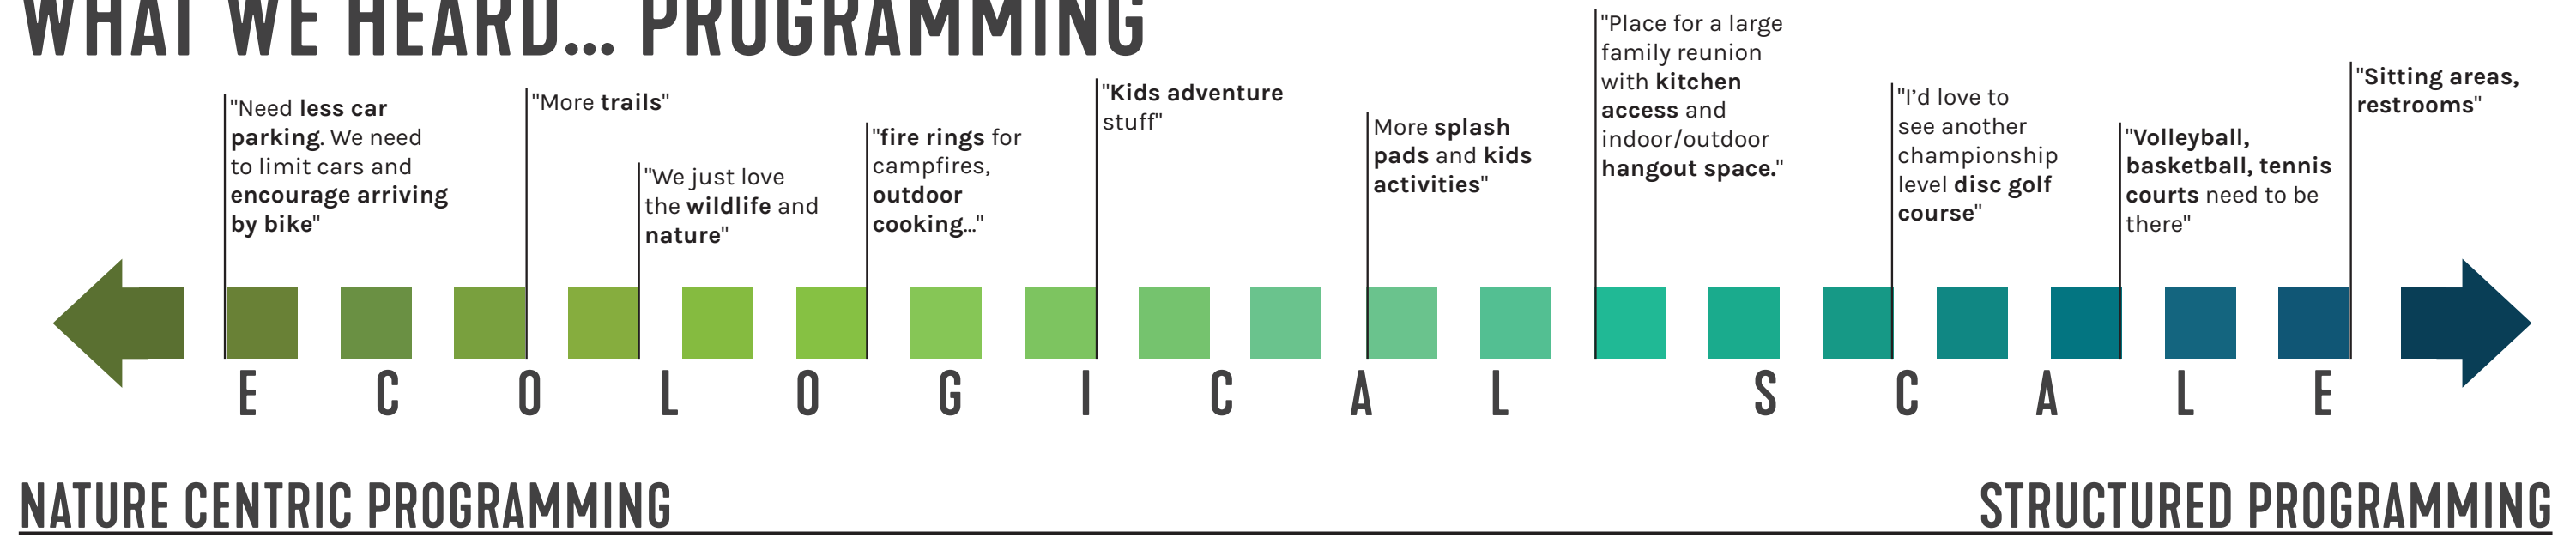 WHAT WE HEARD... PROGRAMMING
"Need less car
parking. We need
to limit cars and
encourage arriving
by bike"
"More trails"
"We just love
the wildlife and
nature"
"fire rings for
campfires,
outdoor
cooking..."
"Kids adventure
stuff"
More splash
pads and kids
activities"
"Place for a large
family reunion
with kitchen
access and
indoor/outdoor
hangout space."
"I'd love to
see another
championship
level disc golf
course"
"Volleyball,
basketball, tennis
courts need to be
there"
"Sitting areas,
restrooms"
ECOLOGICAL SCALE
NATURE CENTRIC PROGRAMMING
STRUCTURED PROGRAMMING